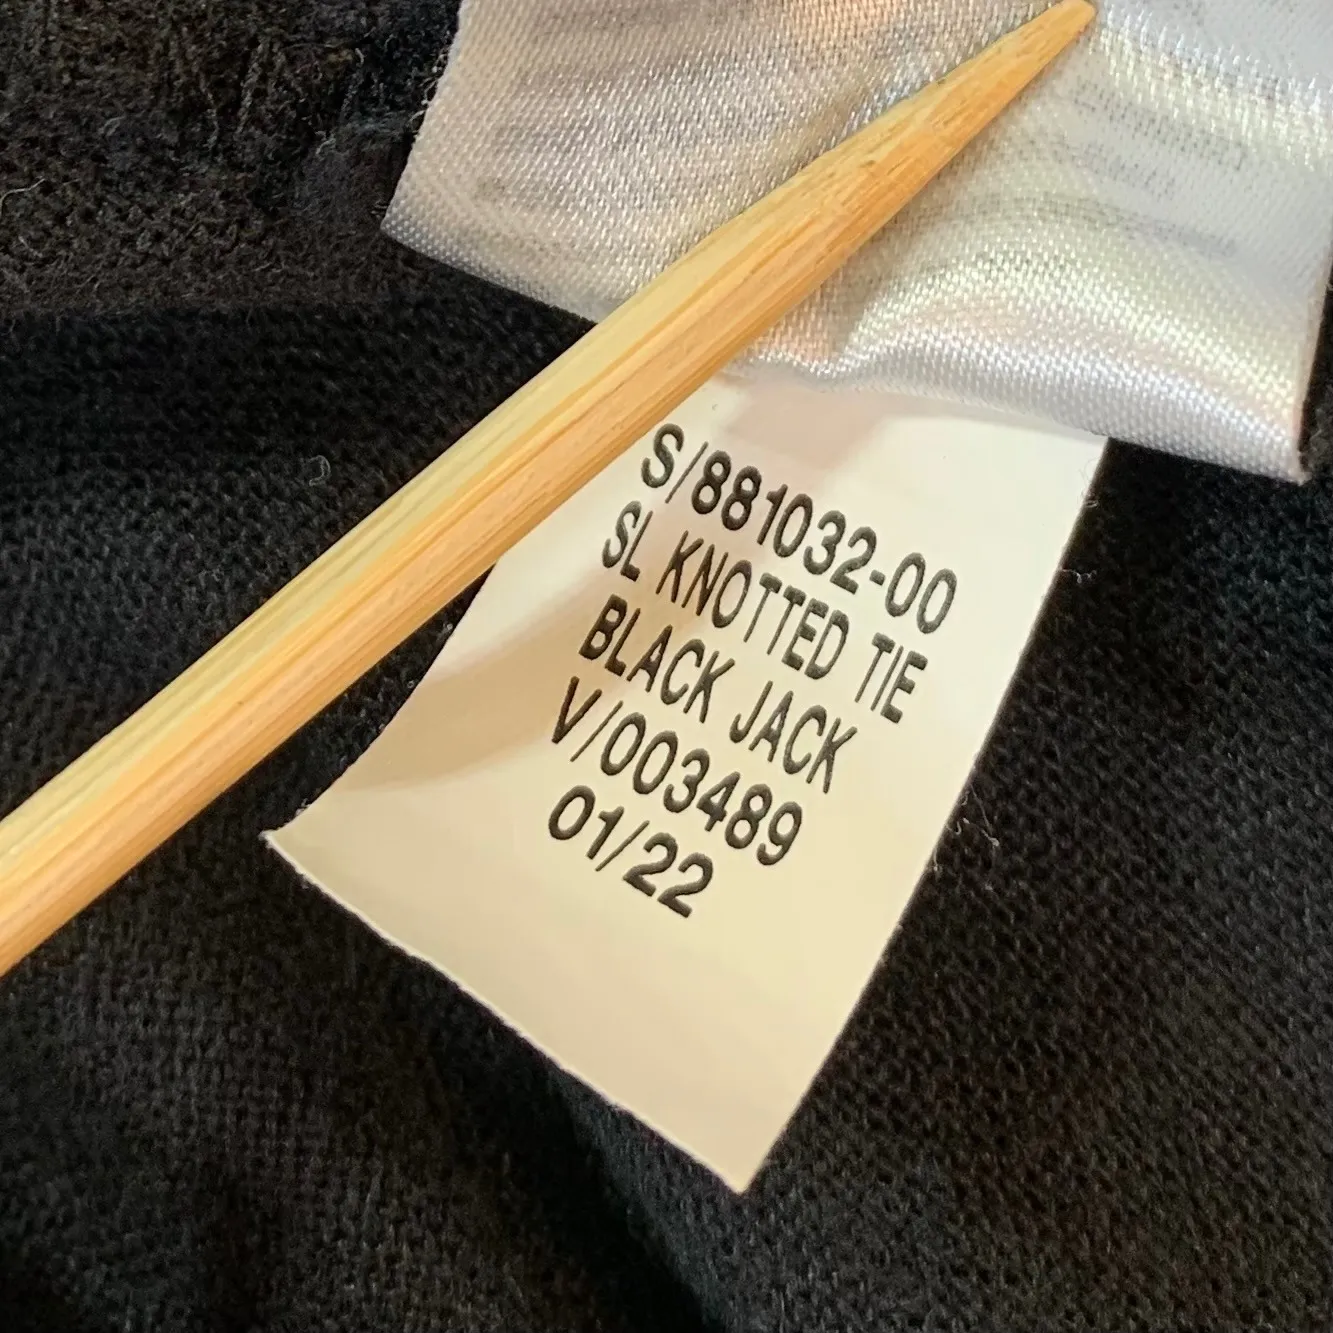 S/881032-00
SL KNOTTED TIE
BLACK JACK
V/003489
01/22